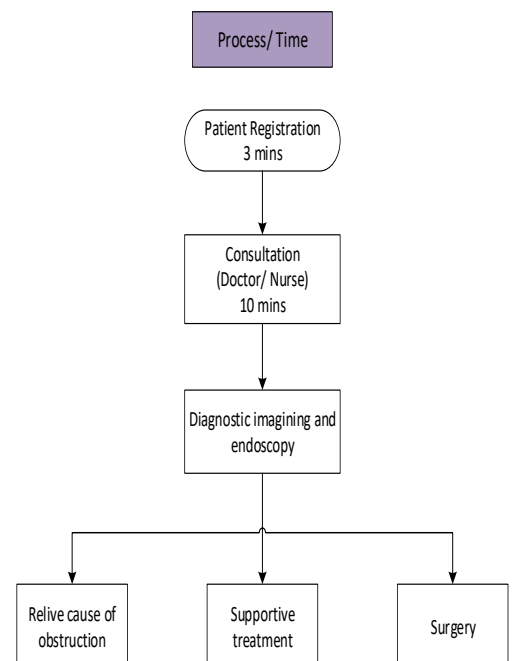 Process/ Time
Patient Registration
3 mins
Consultation
(Doctor/ Nurse)
10 mins
Diagnostic imagining and
endoscopy
Relive cause of
obstruction
Supportive
treatment
Surgery